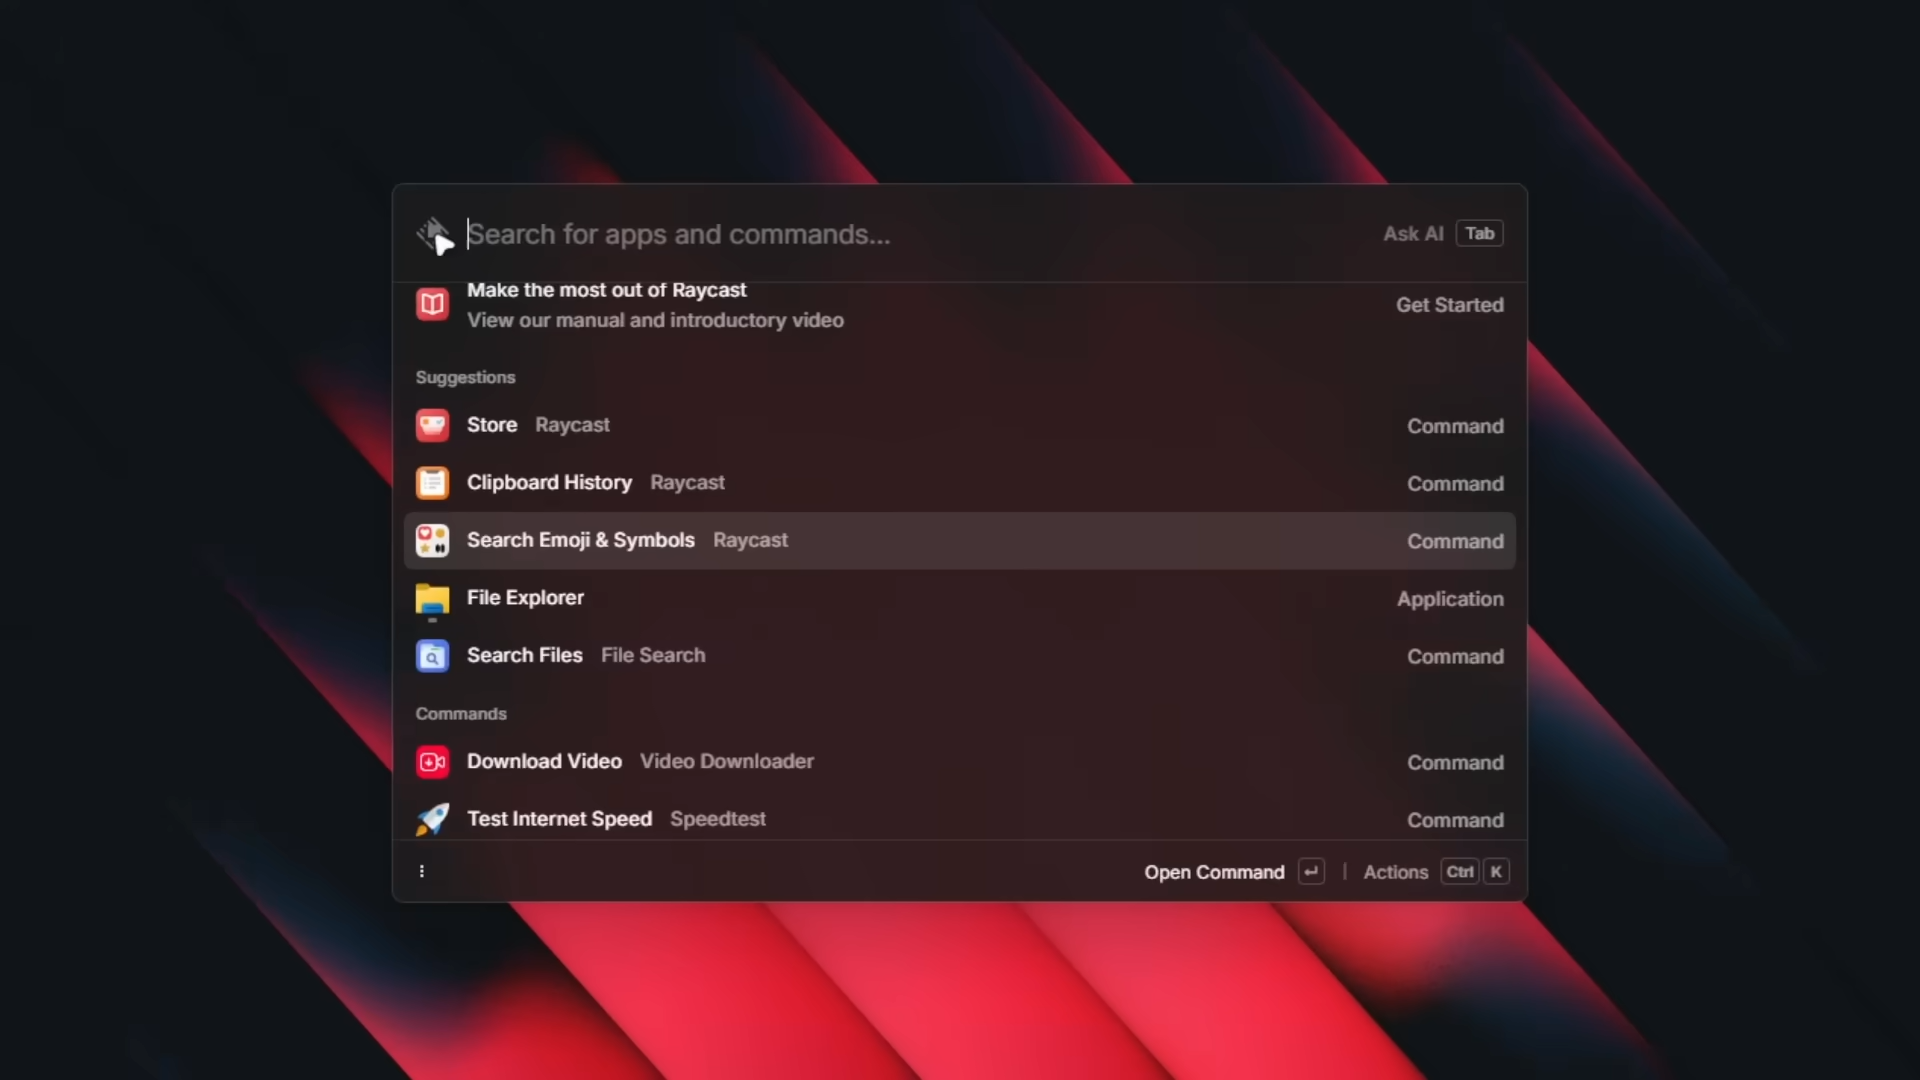 Search for apps and commands...
Ask AI Tab
Make the most out of Raycast
View our manual and introductory video
Get Started
Suggestions
Store Raycast Command
Clipboard History Raycast Command
Search Emoji & Symbols Raycast Command
File Explorer Application
Search Files File Search Command
Commands
Download Video Video Downloader Command
Test Internet Speed Speedtest Command
Open Command ↵ | Actions Ctrl K